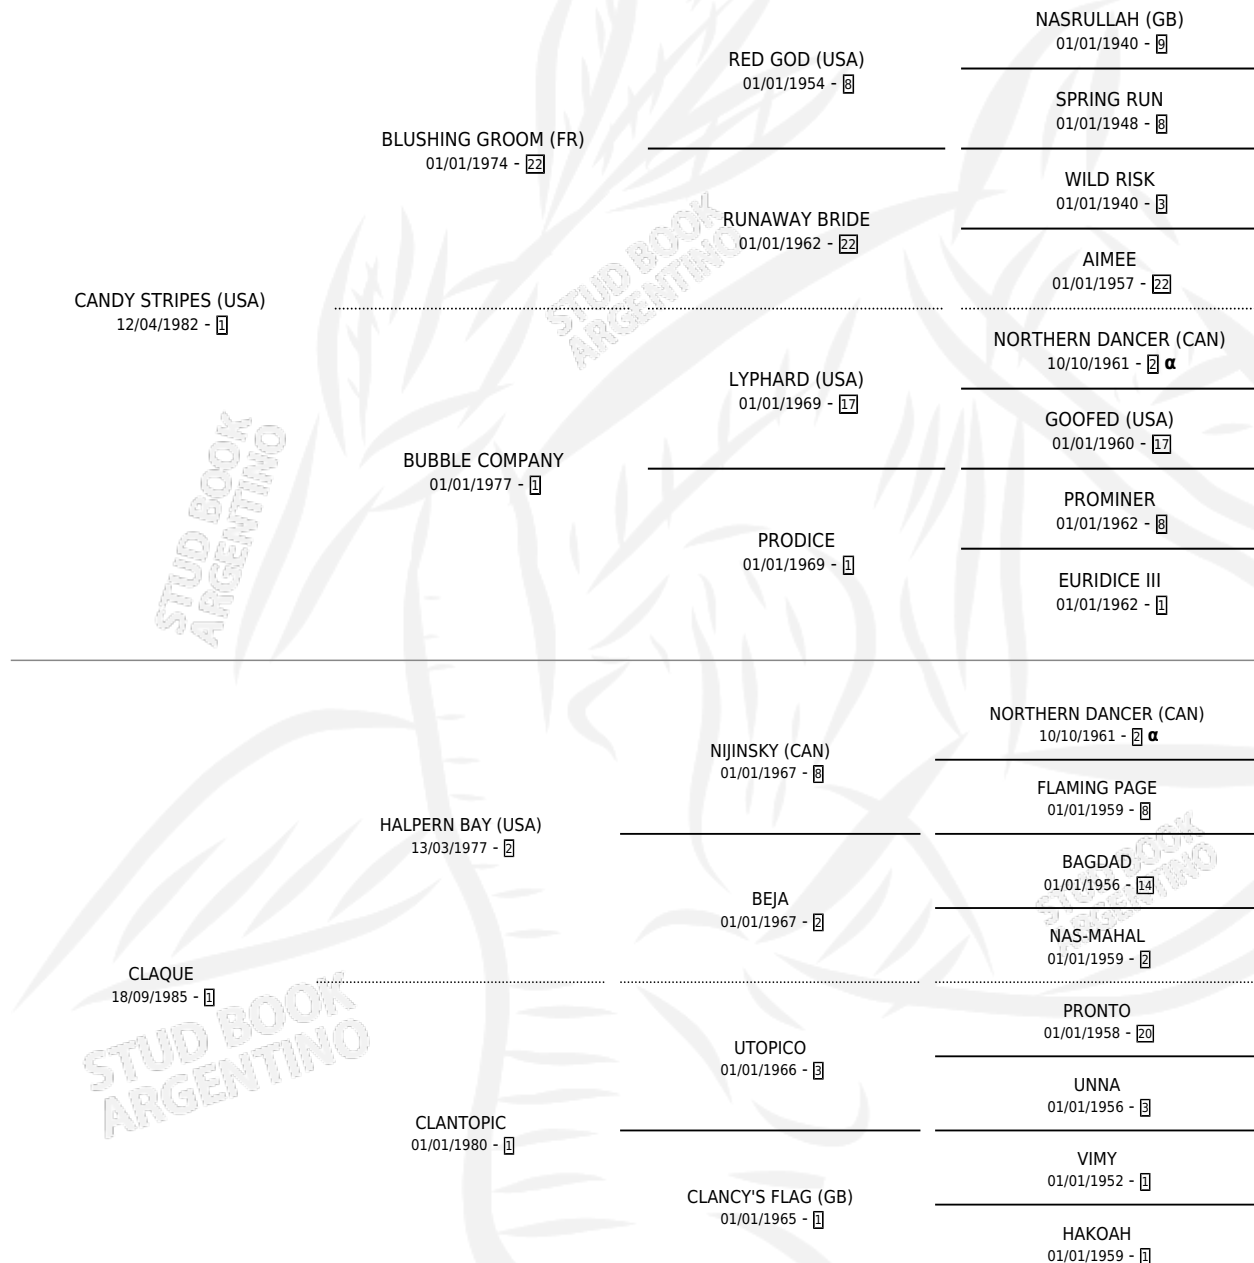 NASRULLAH (GB)
01/01/1940 - 9
RED GOD (USA)
01/01/1954 - 8
SPRING RUN
01/01/1948 - 8
BLUSHING GROOM (FR)
01/01/1974 - 22
WILD RISK
01/01/1940 - 3
RUNAWAY BRIDE
01/01/1962 - 22
AIMEE
01/01/1957 - 22
CANDY STRIPES (USA)
12/04/1982 - 1
NORTHERN DANCER (CAN)
10/10/1961 - 2 α
LYPHARD (USA)
01/01/1969 - 17
GOOFED (USA)
01/01/1960 - 17
BUBBLE COMPANY
01/01/1977 - 1
PROMINER
01/01/1962 - 8
PRODICE
01/01/1969 - 1
EURIDICE III
01/01/1962 - 1
NORTHERN DANCER (CAN)
10/10/1961 - 2 α
NIJINSKY (CAN)
01/01/1967 - 8
FLAMING PAGE
01/01/1959 - 8
HALPERN BAY (USA)
13/03/1977 - 2
BAGDAD
01/01/1956 - 14
BEJA
01/01/1967 - 2
NAS-MAHAL
01/01/1959 - 2
CLAQUE
18/09/1985 - 1
PRONTO
01/01/1958 - 20
UTOPICO
01/01/1966 - 3
UNNA
01/01/1956 - 3
CLANTOPIC
01/01/1980 - 1
VIMY
01/01/1952 - 1
CLANCY'S FLAG (GB)
01/01/1965 - 1
HAKOAH
01/01/1959 - 1
STUD BOOK
ARGENTINO
STUD BOOK
ARGENTINO
STUD BOOK
ARGENTINO
STUD BOOK
ARGENTINO